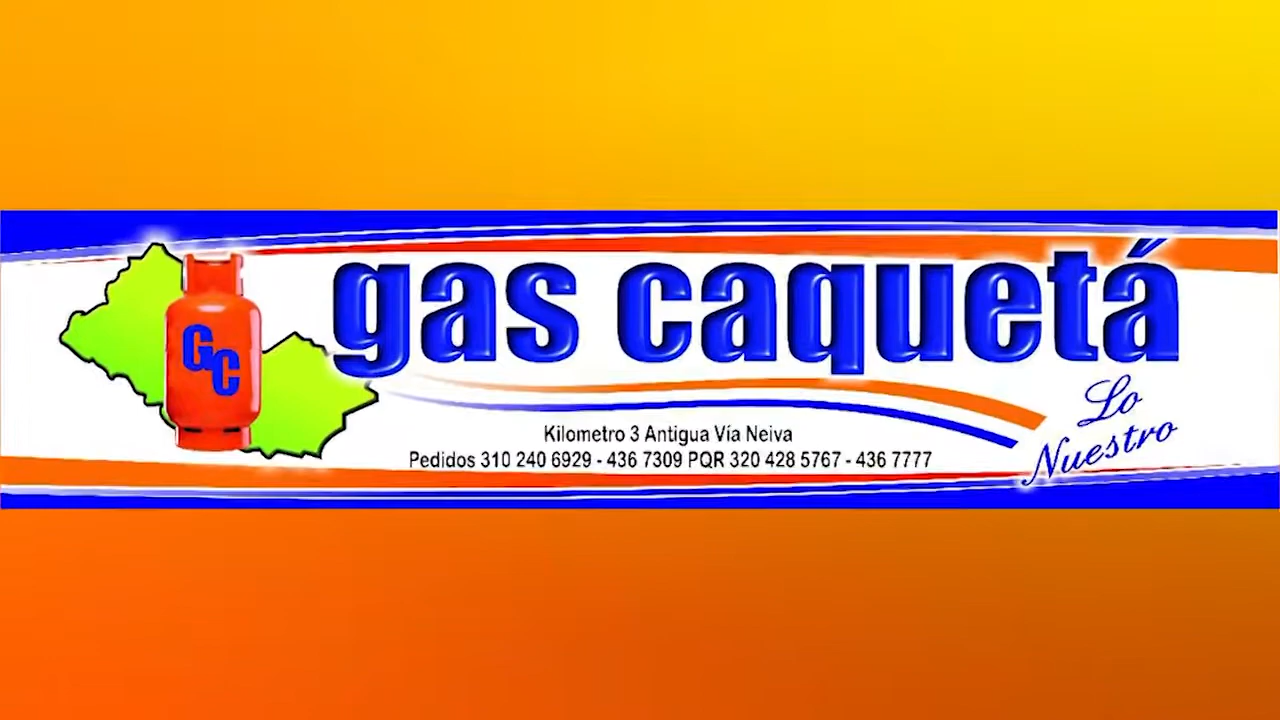 GC
gas caquetá
Lo
Nuestro
Kilometro 3 Antigua Vía Neiva
Pedidos 310 240 6929 - 436 7309 PQR 320 428 5767 - 436 7777